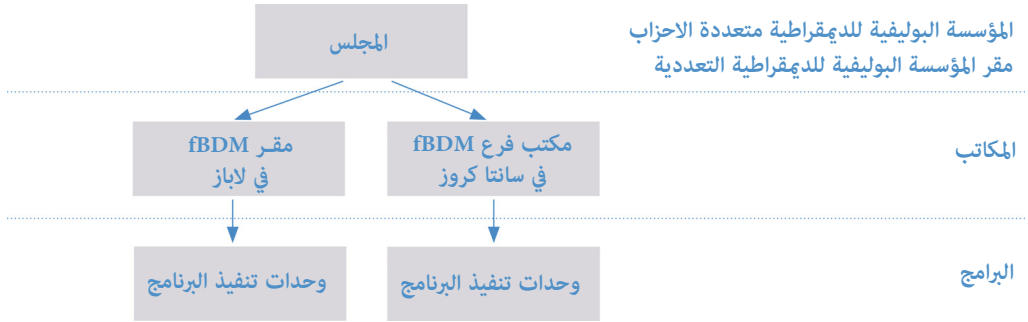 المؤسسة البوليفية للديمقراطية متعددة الاحزاب
مقر المؤسسة البوليفية للديمقراطية التعددية
المجلس
المكاتب
مكتب فرع fBDM
في سانتا كروز
مقـر fBDM
في لاباز
البرامج
وحدات تنفيذ البرنامج
وحدات تنفيذ البرنامج